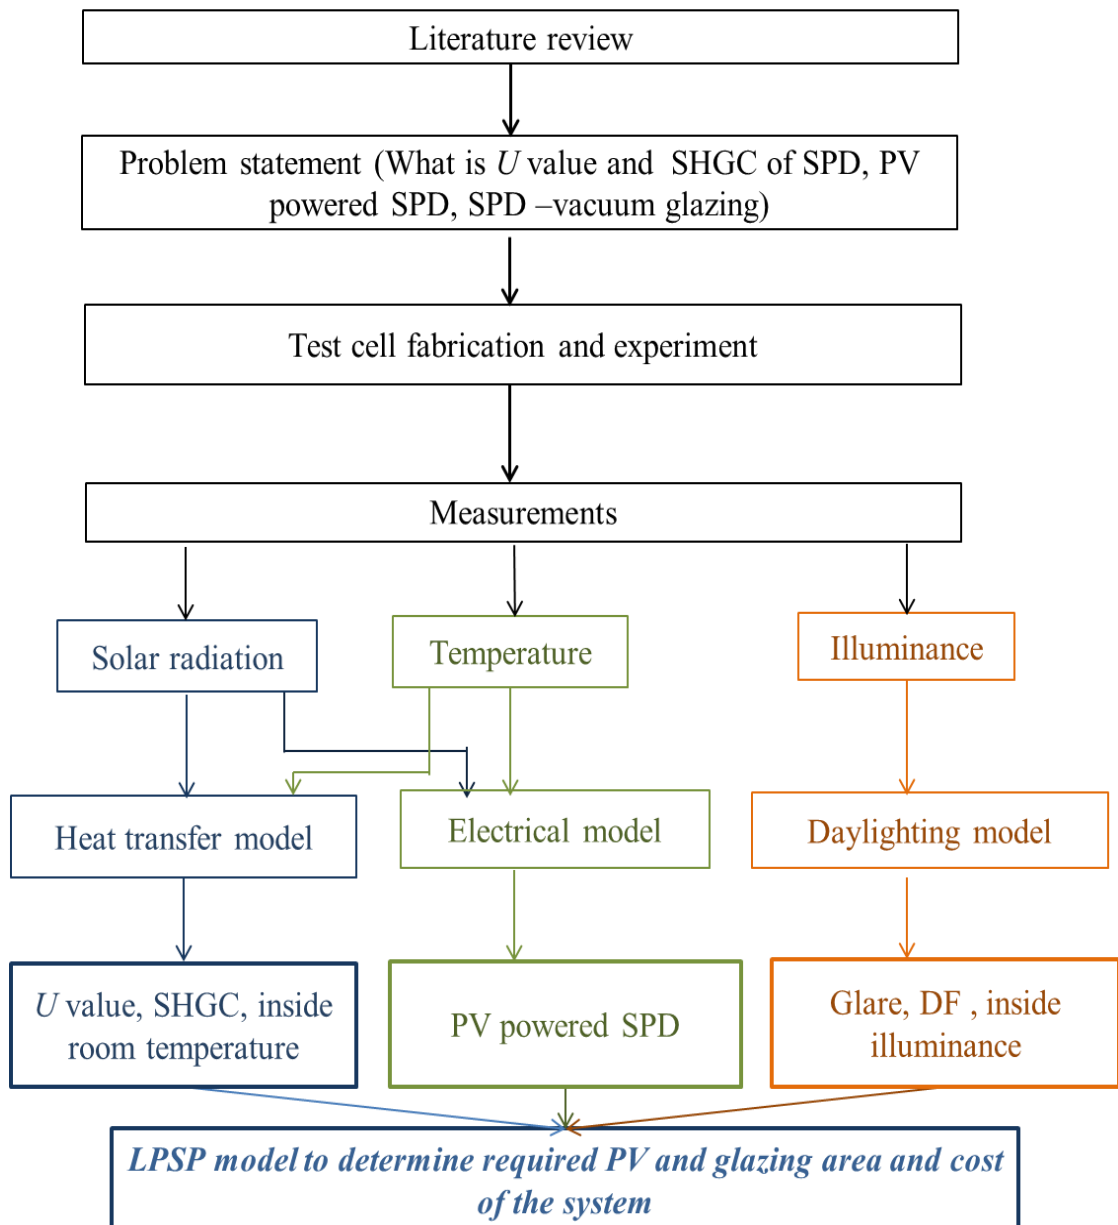 Literature review
Problem statement (What is U value and SHGC of SPD, PV
powered SPD, SPD –vacuum glazing)
Test cell fabrication and experiment
Measurements
Solar radiation
Temperature
Illuminance
Heat transfer model
Electrical model
Daylighting model
U value, SHGC, inside
room temperature
PV powered SPD
Glare, DF , inside
illuminance
LPSP model to determine required PV and glazing area and cost
of the system